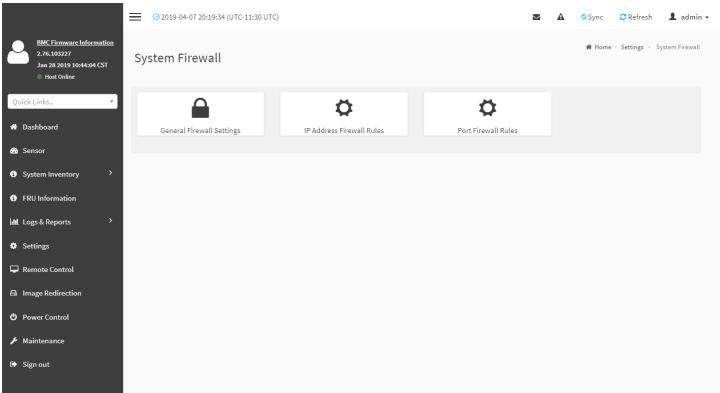 2019-04-07 20:19:34 (UTC-11:30 UTC)
Sync
Refresh
admin
BMC Firmware Information
2.76.103227
Jan 28 2019 10:44:04 CST
Host Online
Quick Links..
Dashboard
Sensor
System Inventory
FRU Information
Logs & Reports
Settings
Remote Control
Image Redirection
Power Control
Maintenance
Sign out
System Firewall
Home > Settings > System Firewall
General Firewall Settings
IP Address Firewall Rules
Port Firewall Rules